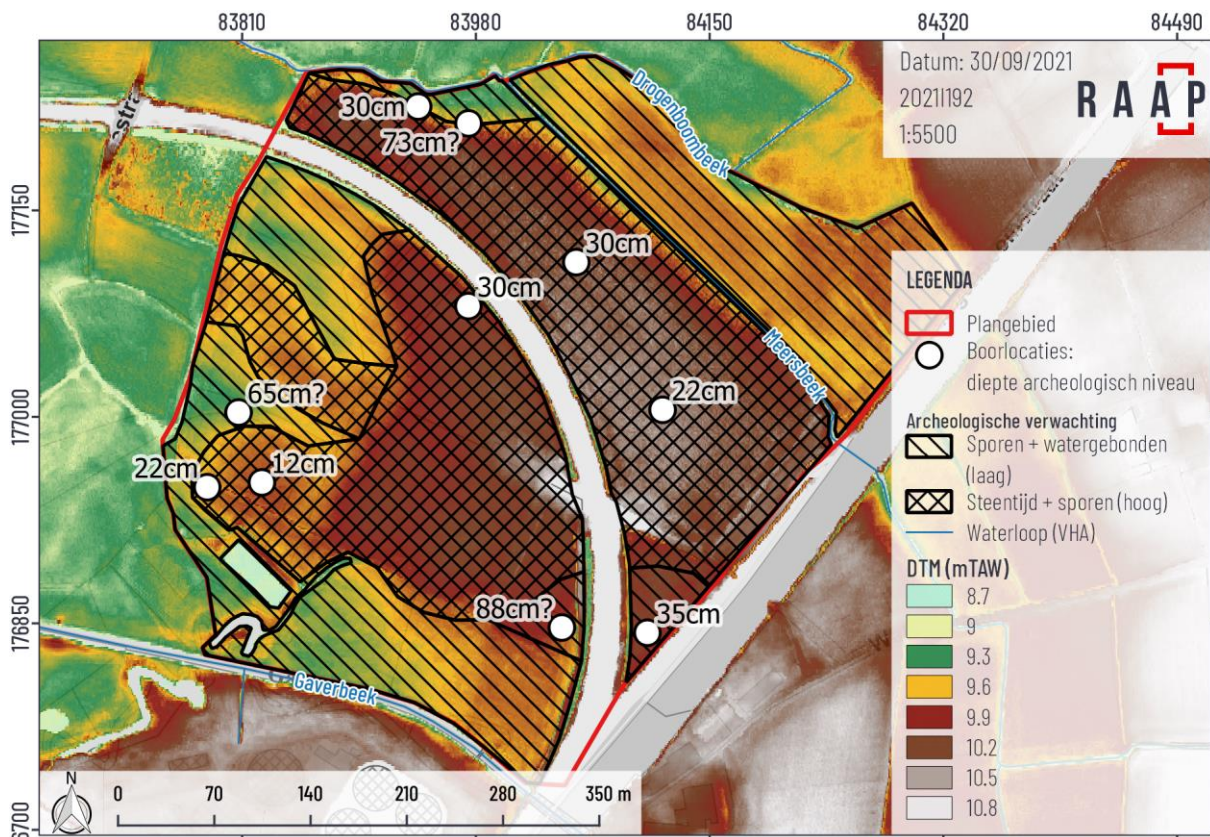 83810
83980
84150
84320
84490
Datum: 30/09/2021
2021I192
1:5500
RAAP
Drogenboombeek
30cm
73cm?
177150
30cm
30cm
Meersbeek
22cm
177000
65cm?
22cm
12cm
88cm?
35cm
176850
Gaverbeek
LEGENDA
Plangebied
Boorlocaties:
diepte archeologisch niveau
Archeologische verwachting
Sporen + watergebonden
(laag)
Steentijd + sporen (hoog)
Waterloop (VHA)
DTM (mTAW)
8.7
9
9.3
9.6
9.9
10.2
10.5
10.8
N
0
70
140
210
280
350 m